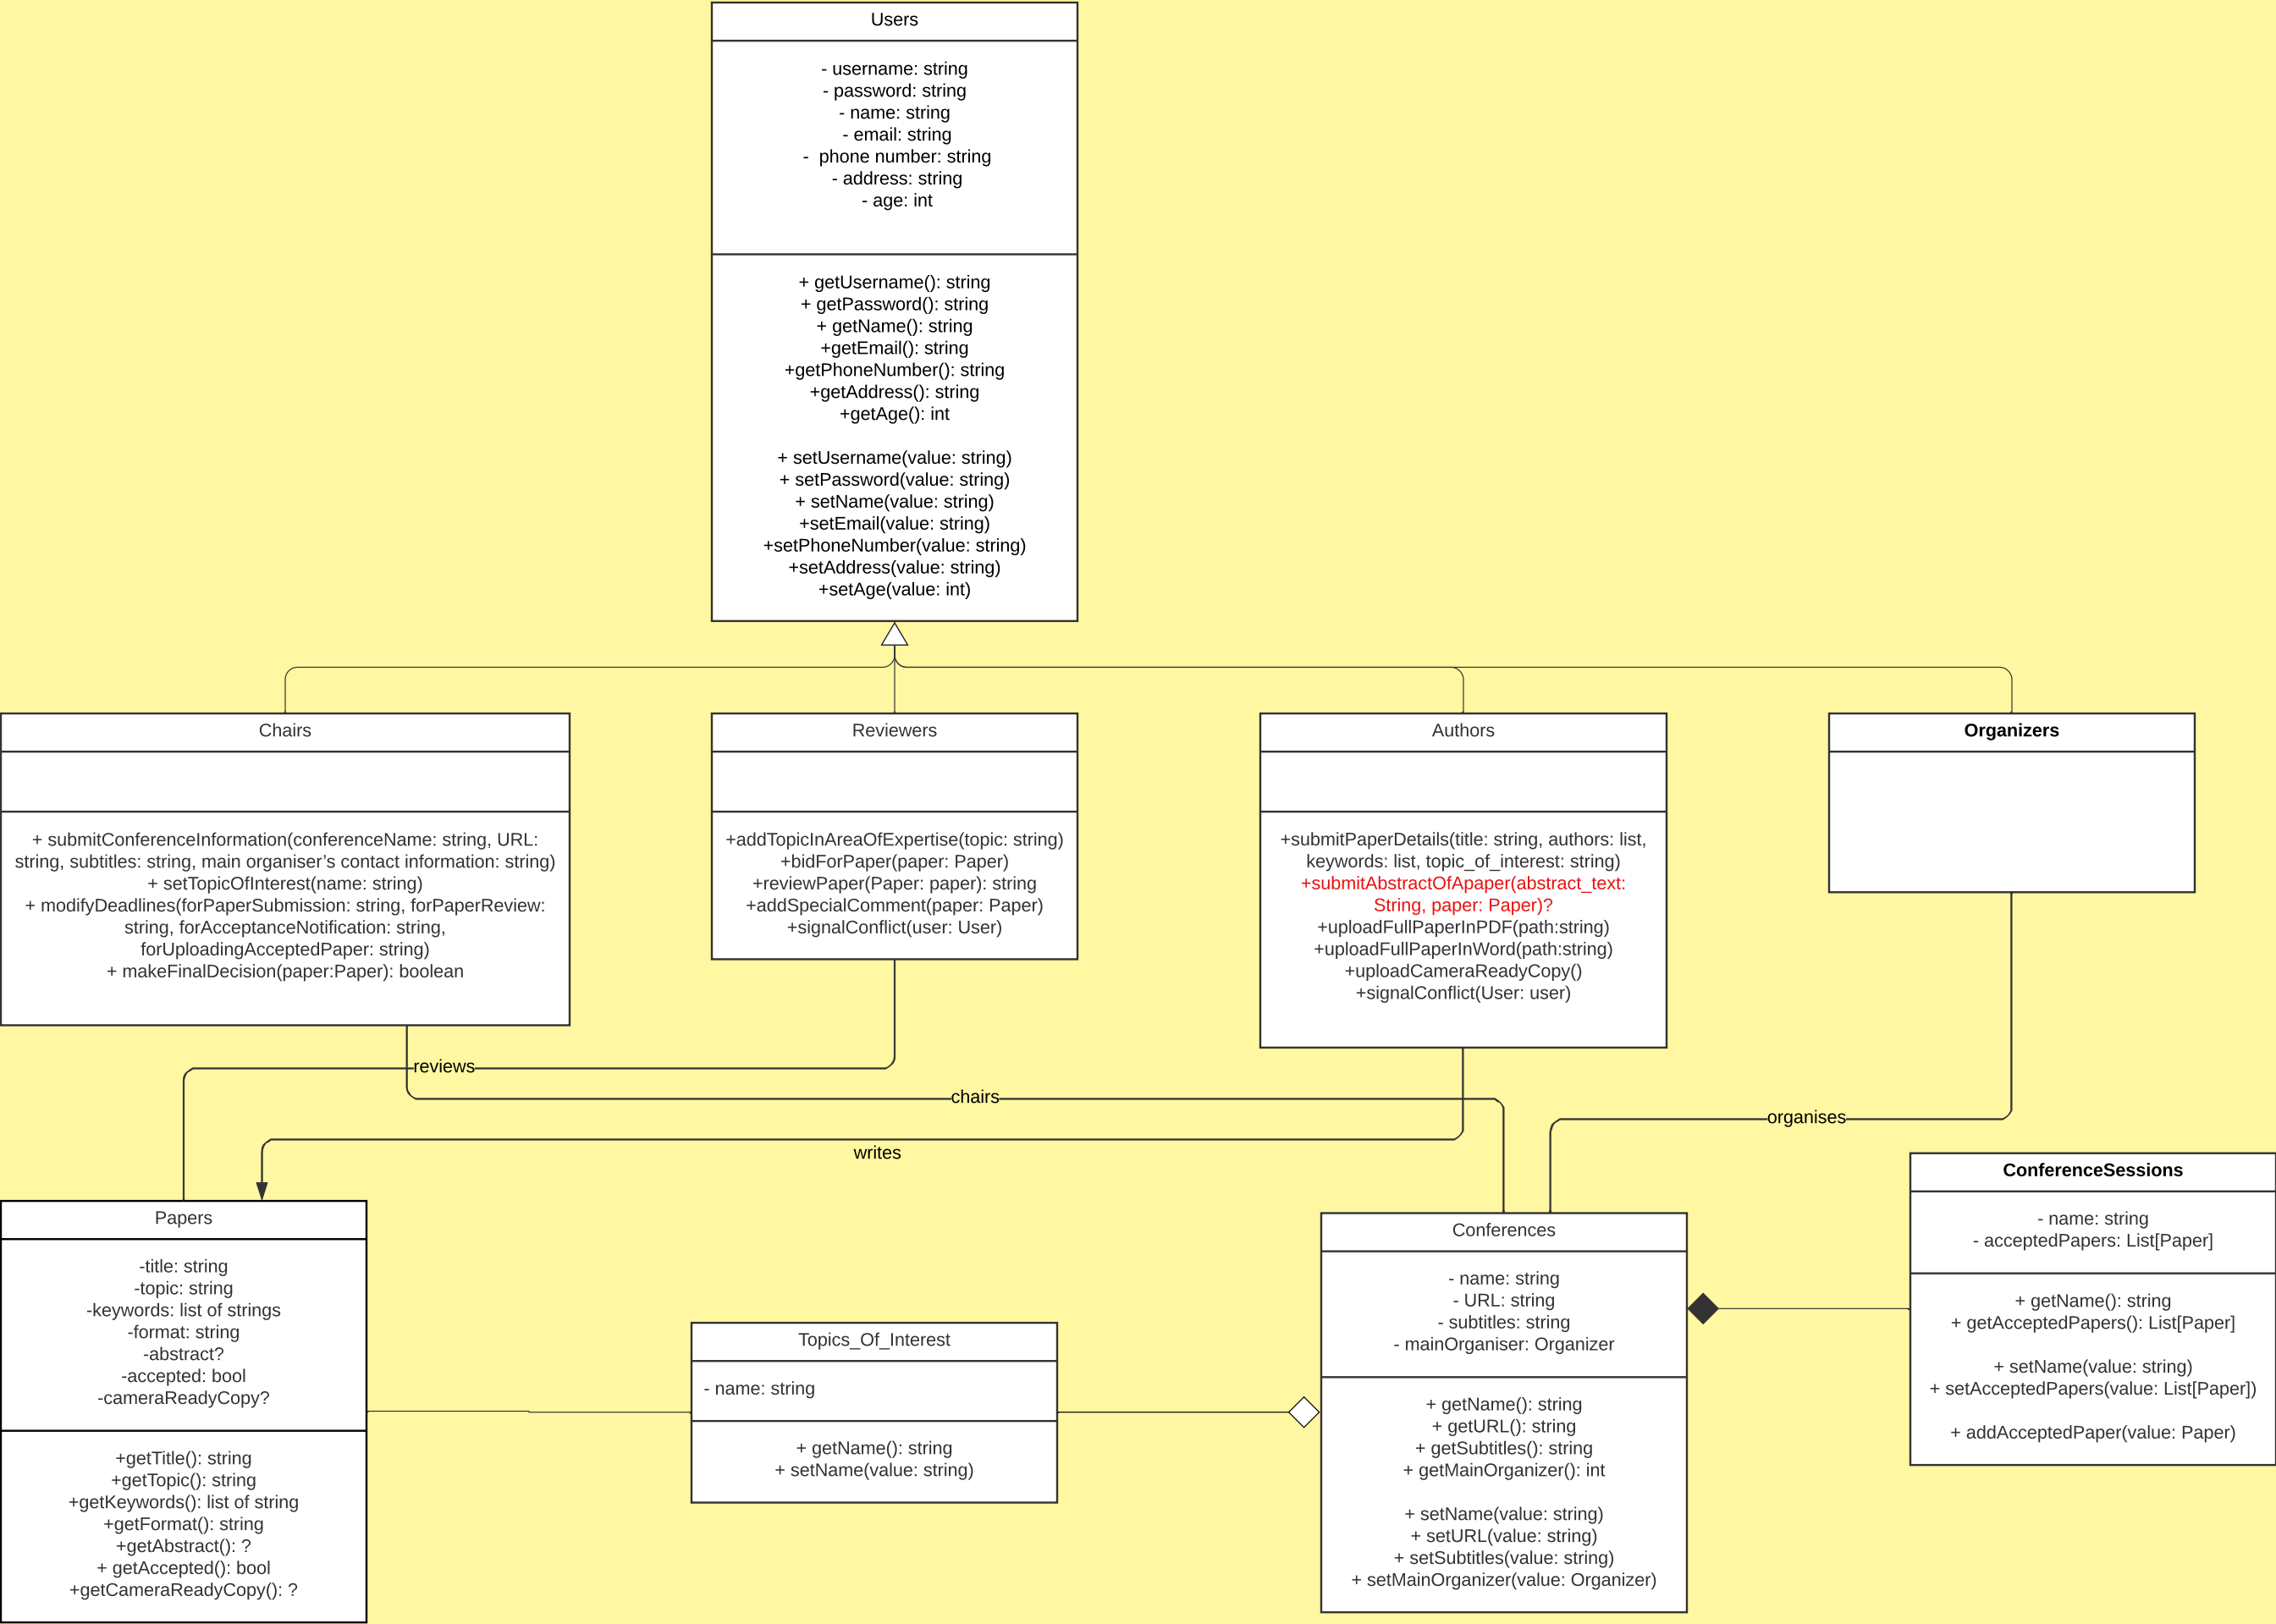 Users
- username: string
- password: string
- name: string
- email: string
-  phone number: string
- address: string
- age: int
+ getUsername(): string
+ getPassword(): string
+ getName(): string
+getEmail(): string
+getPhoneNumber(): string
+getAddress(): string
+getAge(): int
+ setUsername(value: string)
+ setPassword(value: string)
+ setName(value: string)
+setEmail(value: string)
+setPhoneNumber(value: string)
+setAddress(value: string)
+setAge(value: int)
Chairs
+ submitConferenceInformation(conferenceName: string, URL:
string, subtitles: string, main organiser’s contact information: string)
+ setTopicOfInterest(name: string)
+ modifyDeadlines(forPaperSubmission: string, forPaperReview:
string, forAcceptanceNotification: string,
forUploadingAcceptedPaper: string)
+ makeFinalDecision(paper:Paper): boolean
Reviewers
+addTopicInAreaOfExpertise(topic: string)
+bidForPaper(paper: Paper)
+reviewPaper(Paper: paper): string
+addSpecialComment(paper: Paper)
+signalConflict(user: User)
Authors
+submitPaperDetails(title: string, authors: list,
keywords: list, topic_of_interest: string)
+submitAbstractOfApaper(abstract_text:
String, paper: Paper)?
+uploadFullPaperInPDF(path:string)
+uploadFullPaperInWord(path:string)
+uploadCameraReadyCopy()
+signalConflict(User: user)
Organizers
reviews
chairs
organises
writes
Papers
-title: string
-topic: string
-keywords: list of strings
-format: string
-abstract?
-accepted: bool
-cameraReadyCopy?
+getTitle(): string
+getTopic(): string
+getKeywords(): list of string
+getFormat(): string
+getAbstract(): ?
+ getAccepted(): bool
+getCameraReadyCopy(): ?
Topics_Of_Interest
- name: string
+ getName(): string
+ setName(value: string)
Conferences
- name: string
- URL: string
- subtitles: string
- mainOrganiser: Organizer
+ getName(): string
+ getURL(): string
+ getSubtitles(): string
+ getMainOrganizer(): int
+ setName(value: string)
+ setURL(value: string)
+ setSubtitles(value: string)
+ setMainOrganizer(value: Organizer)
ConferenceSessions
- name: string
- acceptedPapers: List[Paper]
+ getName(): string
+ getAcceptedPapers(): List[Paper]
+ setName(value: string)
+ setAcceptedPapers(value: List[Paper])
+ addAcceptedPaper(value: Paper)